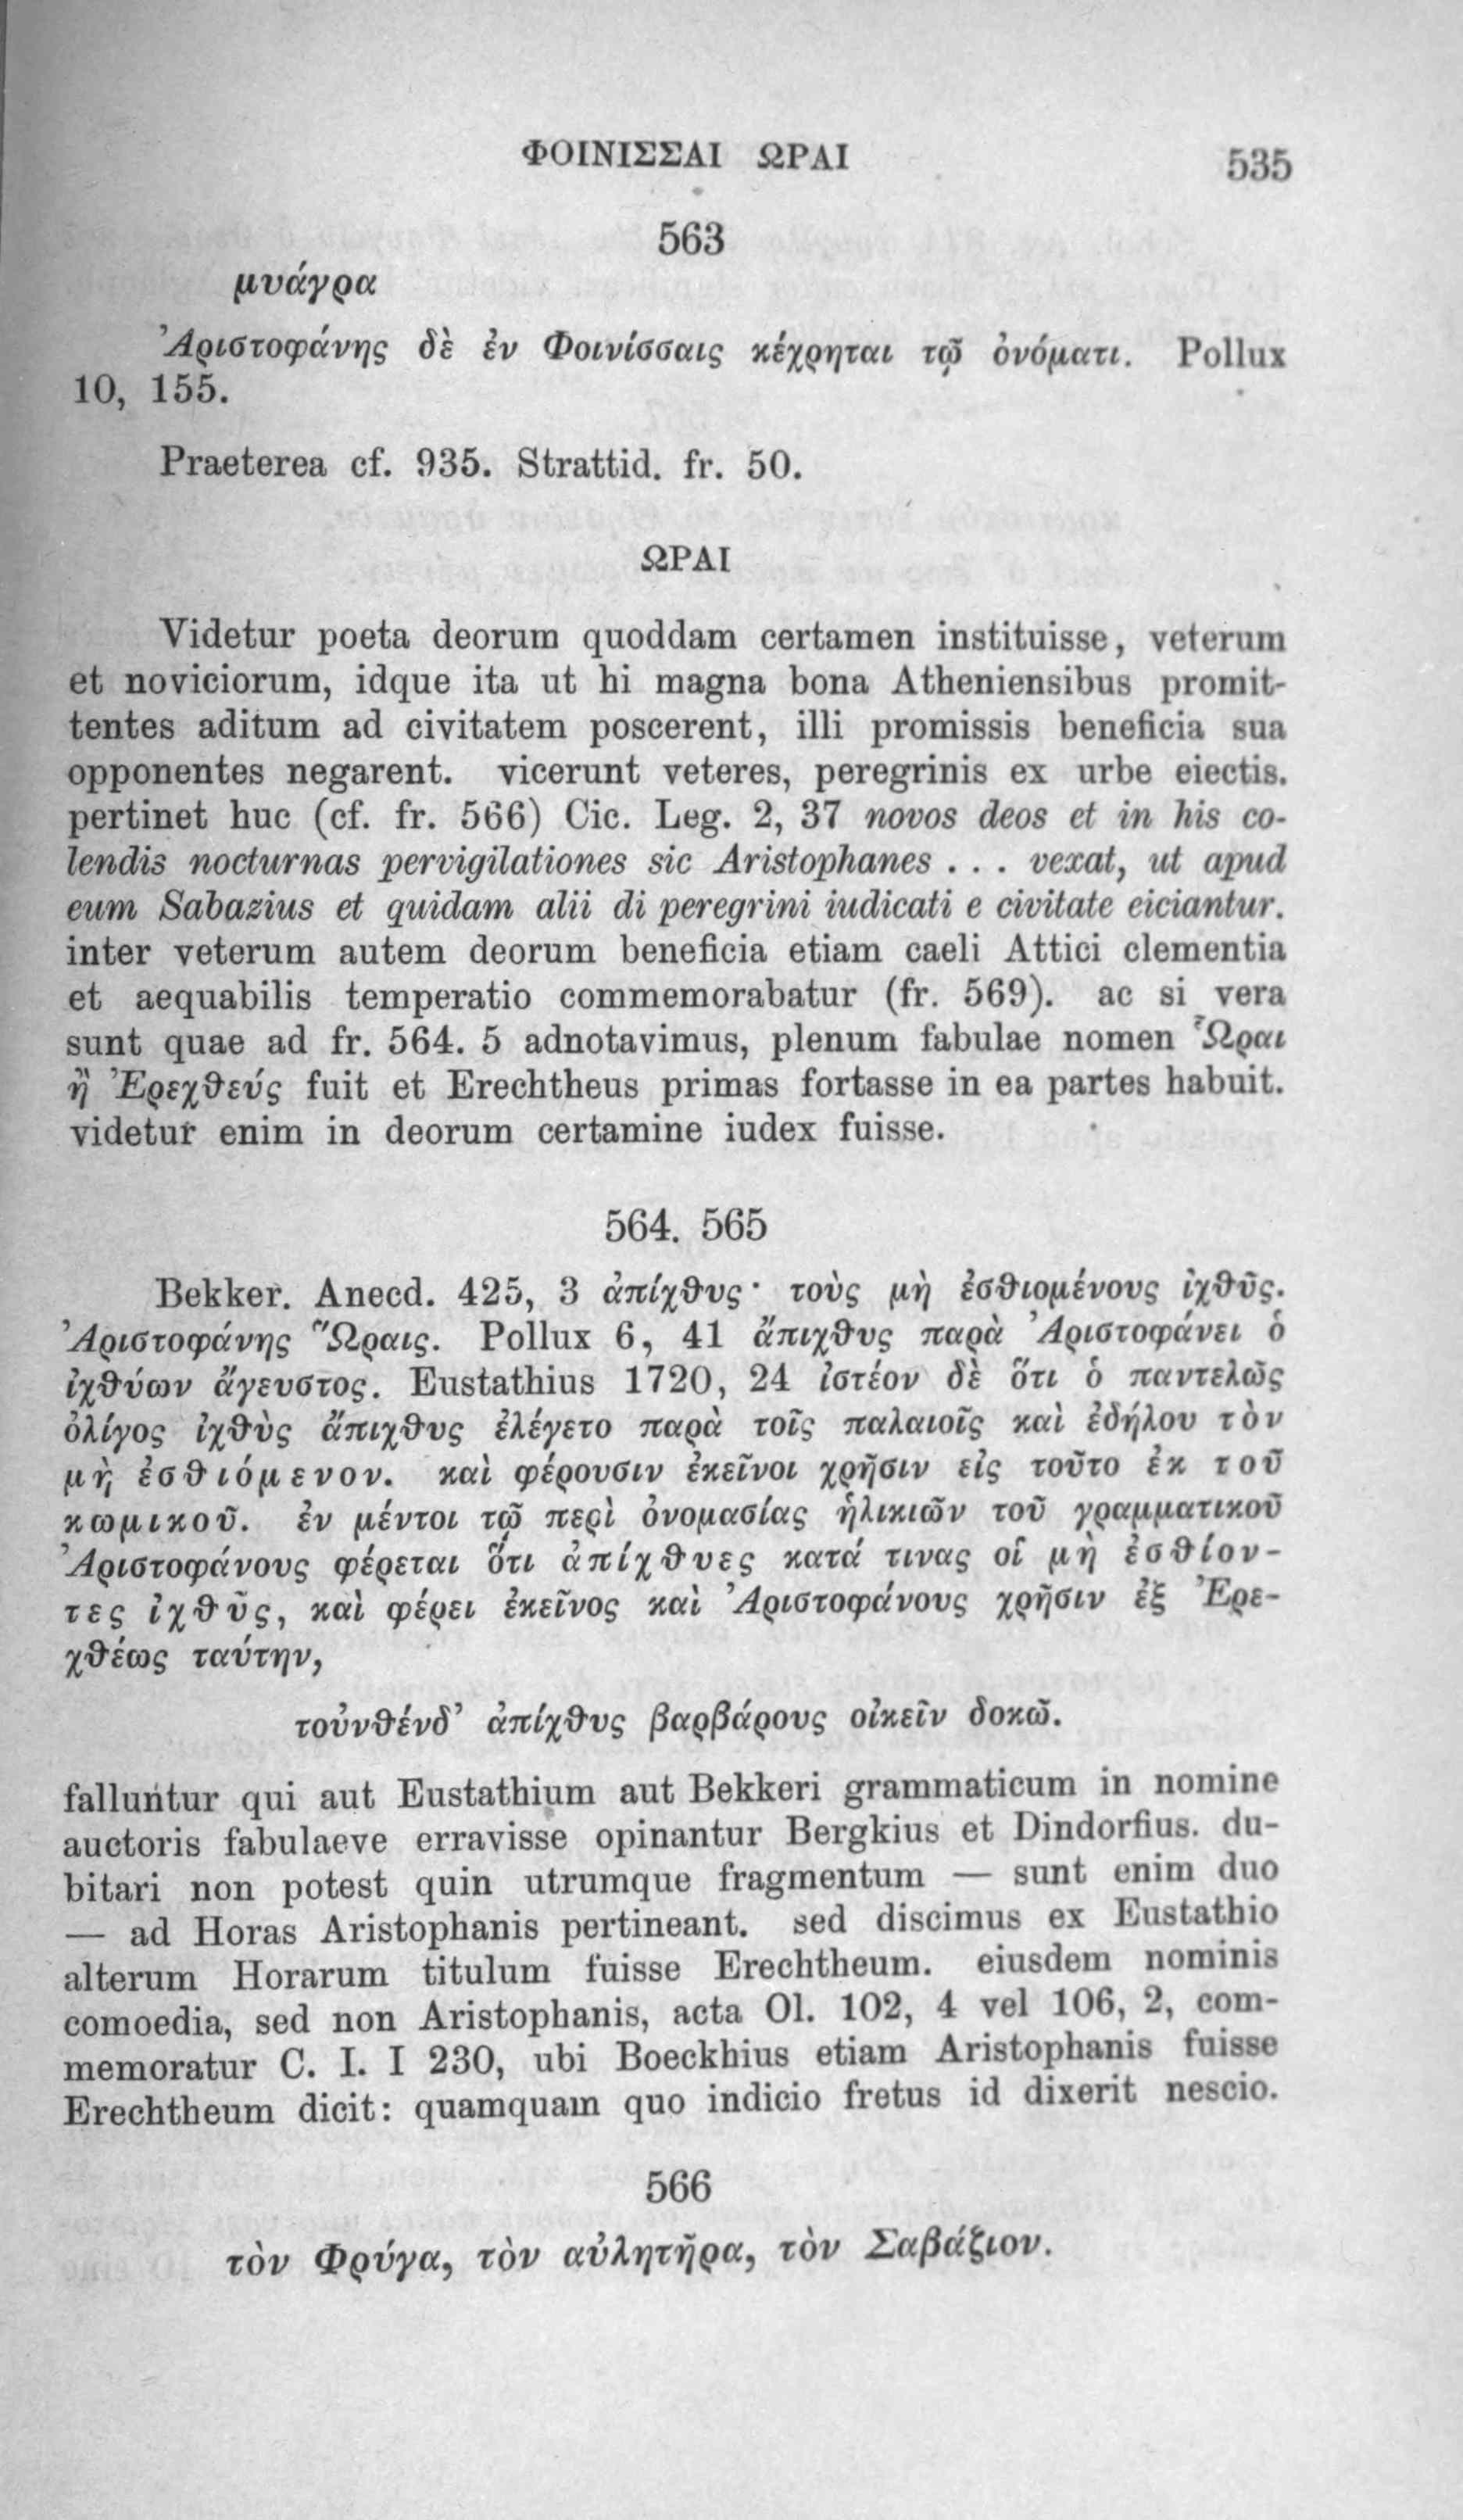 ΦΟΙΝΙΣΣΑΙ ΩΡΑΙ 535
563
μυάγρα
Ἀριστοφάνης δὲ ἐν Φοινίσσαις κέχρηται τῷ ὀνόματι. Pollux
10, 155.
Praeterea cf. 935. Strattid. fr. 50.
ΩΡΑΙ
Videtur poeta deorum quoddam certamen instituisse, veterum
et noviciorum, idque ita ut hi magna bona Atheniensibus promit-
tentes aditum ad civitatem poscerent, illi promissis beneficia sua
opponentes negarent. vicerunt veteres, peregrinis ex urbe eiectis.
pertinet huc (cf. fr. 566) Cic. Leg. 2, 37 novos deos et in his co-
lendis nocturnas pervigilationes sic Aristophanes . . . vexat, ut apud
eum Sabazius et quidam alii di peregrini iudicati e civitate eiciantur.
inter veterum autem deorum beneficia etiam caeli Attici clementia
et aequabilis temperatio commemorabatur (fr. 569). ac si vera
sunt quae ad fr. 564. 5 adnotavimus, plenum fabulae nomen Ὧραι
ἢ Ἐρεχθεύς fuit et Erechtheus primas fortasse in ea partes habuit.
videtur enim in deorum certamine iudex fuisse.
564. 565
Bekker. Anecd. 425, 3 ἀπίχθυς· τοὺς μὴ ἐσθιομένους ἰχθῦς.
Ἀριστοφάνης Ὥραις. Pollux 6, 41 ἄπιχθυς παρὰ Ἀριστοφάνει ὁ
ἰχθύων ἄγευστος. Eustathius 1720, 24 ἰστέον δὲ ὅτι ὁ παντελῶς
ὀλίγος ἰχθὺς ἄπιχθυς ἐλέγετο παρὰ τοῖς παλαιοῖς καὶ ἐδήλου τὸν
μὴ ἐσθιόμενον. καὶ φέρουσιν ἐκεῖνοι χρῆσιν εἰς τοῦτο ἐκ τοῦ
κωμικοῦ. ἐν μέντοι τῷ περὶ ὀνομασίας ἡλικιῶν τοῦ γραμματικοῦ
Ἀριστοφάνους φέρεται ὅτι ἀπίχθυες κατά τινας οἱ μὴ ἐσθίον-
τες ἰχθῦς, καὶ φέρει ἐκεῖνος καὶ Ἀριστοφάνους χρῆσιν ἐξ Ἐρε-
χθέως ταύτην,
τοὐνθένδ’ ἀπίχθυς βαρβάρους οἰκεῖν δοκῶ.
falluntur qui aut Eustathium aut Bekkeri grammaticum in nomine
auctoris fabulaeve erravisse opinantur Bergkius et Dindorfius. du-
bitari non potest quin utrumque fragmentum — sunt enim duo
— ad Horas Aristophanis pertineant. sed discimus ex Eustathio
alterum Horarum titulum fuisse Erechtheum. eiusdem nominis
comoedia, sed non Aristophanis, acta Ol. 102, 4 vel 106, 2, com-
memoratur C. I. I 230, ubi Boeckhius etiam Aristophanis fuisse
Erechtheum dicit: quamquam quo indicio fretus id dixerit nescio.
566
τὸν Φρύγα, τὸν αὐλητῆρα, τὸν Σαβάζιον.